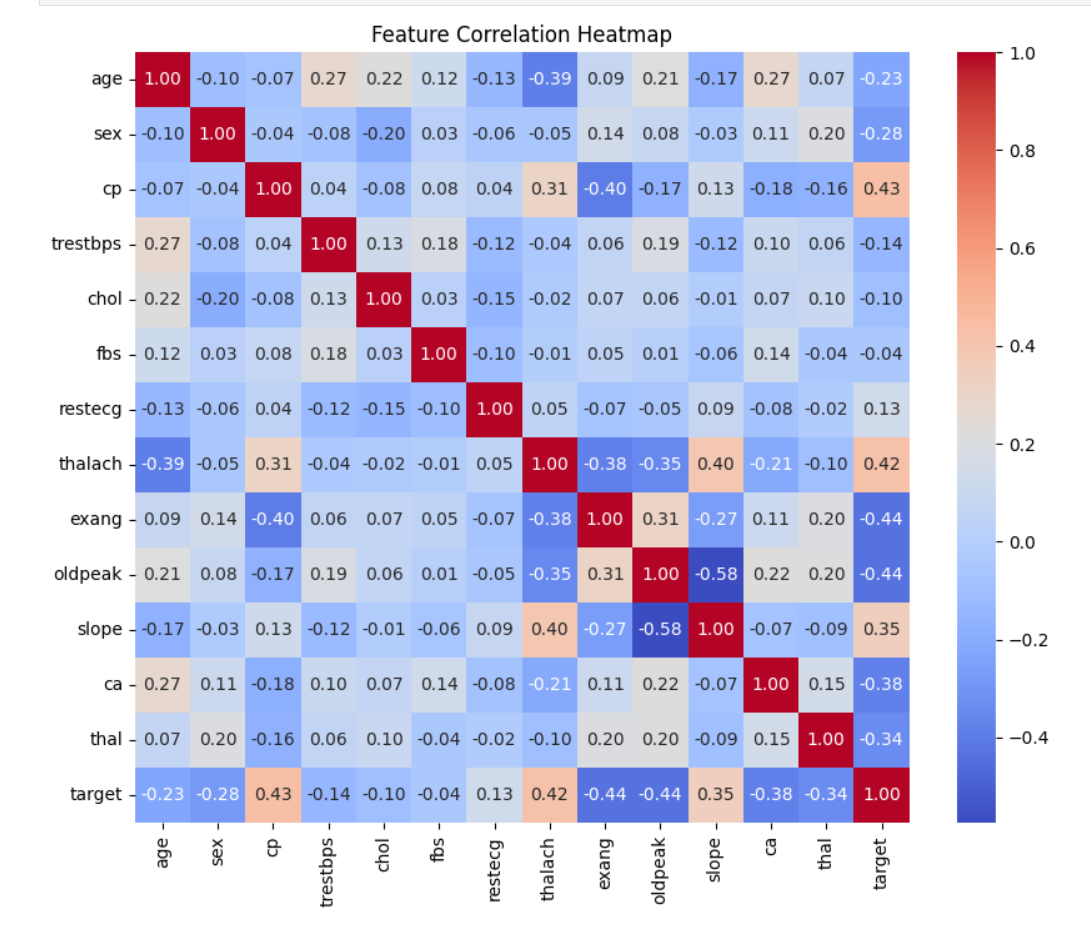 Feature Correlation Heatmap
age 1.00 -0.10 -0.07 0.27 0.22 0.12 -0.13 -0.39 0.09 0.21 -0.17 0.27 0.07 -0.23
sex -0.10 1.00 -0.04 -0.08 -0.20 0.03 -0.06 -0.05 0.14 0.08 -0.03 0.11 0.20 -0.28
cp -0.07 -0.04 1.00 0.04 -0.08 0.08 0.04 0.31 -0.40 -0.17 0.13 -0.18 -0.16 0.43
trestbps 0.27 -0.08 0.04 1.00 0.13 0.18 -0.12 -0.04 0.06 0.19 -0.12 0.10 0.06 -0.14
chol 0.22 -0.20 -0.08 0.13 1.00 0.03 -0.15 -0.02 0.07 0.06 -0.01 0.07 0.10 -0.10
fbs 0.12 0.03 0.08 0.18 0.03 1.00 -0.10 -0.01 0.05 0.01 -0.06 0.14 -0.04 -0.04
restecg -0.13 -0.06 0.04 -0.12 -0.15 -0.10 1.00 0.05 -0.07 -0.05 0.09 -0.08 -0.02 0.13
thalach -0.39 -0.05 0.31 -0.04 -0.02 -0.01 0.05 1.00 -0.38 -0.35 0.40 -0.21 -0.10 0.42
exang 0.09 0.14 -0.40 0.06 0.07 0.05 -0.07 -0.38 1.00 0.31 -0.27 0.11 0.20 -0.44
oldpeak 0.21 0.08 -0.17 0.19 0.06 0.01 -0.05 -0.35 0.31 1.00 -0.58 0.22 0.20 -0.44
slope -0.17 -0.03 0.13 -0.12 -0.01 -0.06 0.09 0.40 -0.27 -0.58 1.00 -0.07 -0.09 0.35
ca 0.27 0.11 -0.18 0.10 0.07 0.14 -0.08 -0.21 0.11 0.22 -0.07 1.00 0.15 -0.38
thal 0.07 0.20 -0.16 0.06 0.10 -0.04 -0.02 -0.10 0.20 0.20 -0.09 0.15 1.00 -0.34
target -0.23 -0.28 0.43 -0.14 -0.10 -0.04 0.13 0.42 -0.44 -0.44 0.35 -0.38 -0.34 1.00
age sex cp trestbps chol fbs restecg thalach exang oldpeak slope ca thal target
1.0
0.8
0.6
0.4
0.2
0.0
−0.2
−0.4